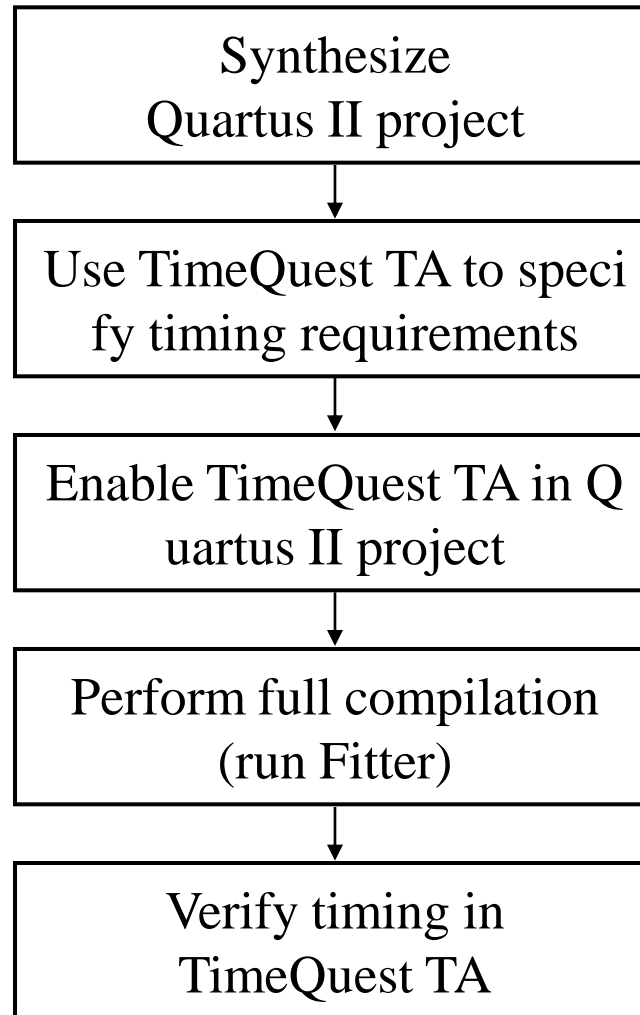 Synthesize
Quartus II project
Use TimeQuest TA to speci
fy timing requirements
Enable TimeQuest TA in Q
uartus II project
Perform full compilation
(run Fitter)
Verify timing in
TimeQuest TA